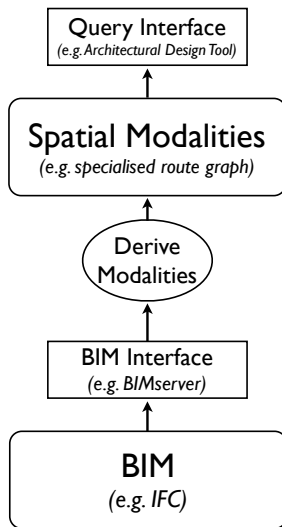 Query Interface
(e.g. Architectural Design Tool)
Spatial Modalities
(e.g. specialised route graph)
Derive
Modalities
BIM Interface
(e.g. BIMserver)
BIM
(e.g. IFC)